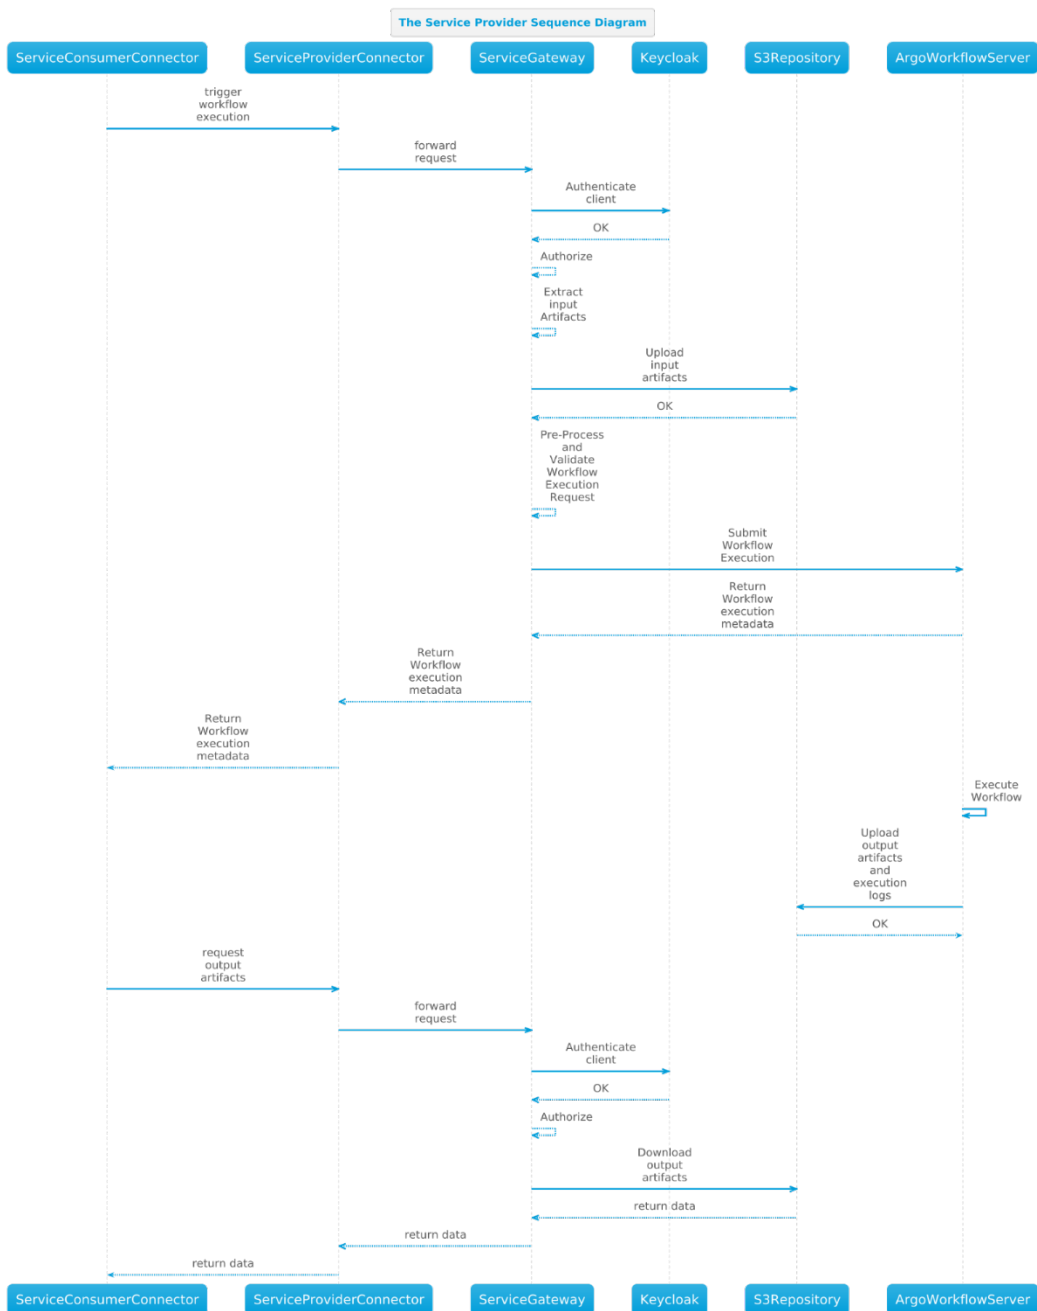 The Service Provider Sequence Diagram
ServiceConsumerConnector
ServiceProviderConnector
ServiceGateway
Keycloak
S3Repository
ArgoWorkflowServer
trigger
workflow
execution
forward
request
Authenticate
client
OK
Authorize
Extract
input
Artifacts
Upload
input
artifacts
OK
Pre-Process
and
Validate
Workflow
Execution
Request
Submit
Workflow
Execution
Return
Workflow
execution
metadata
Return
Workflow
execution
metadata
Return
Workflow
execution
metadata
Execute
Workflow
Upload
output
artifacts
and
execution
logs
OK
request
output
artifacts
forward
request
Authenticate
client
OK
Authorize
Download
output
artifacts
return data
return data
return data
ServiceConsumerConnector
ServiceProviderConnector
ServiceGateway
Keycloak
S3Repository
ArgoWorkflowServer